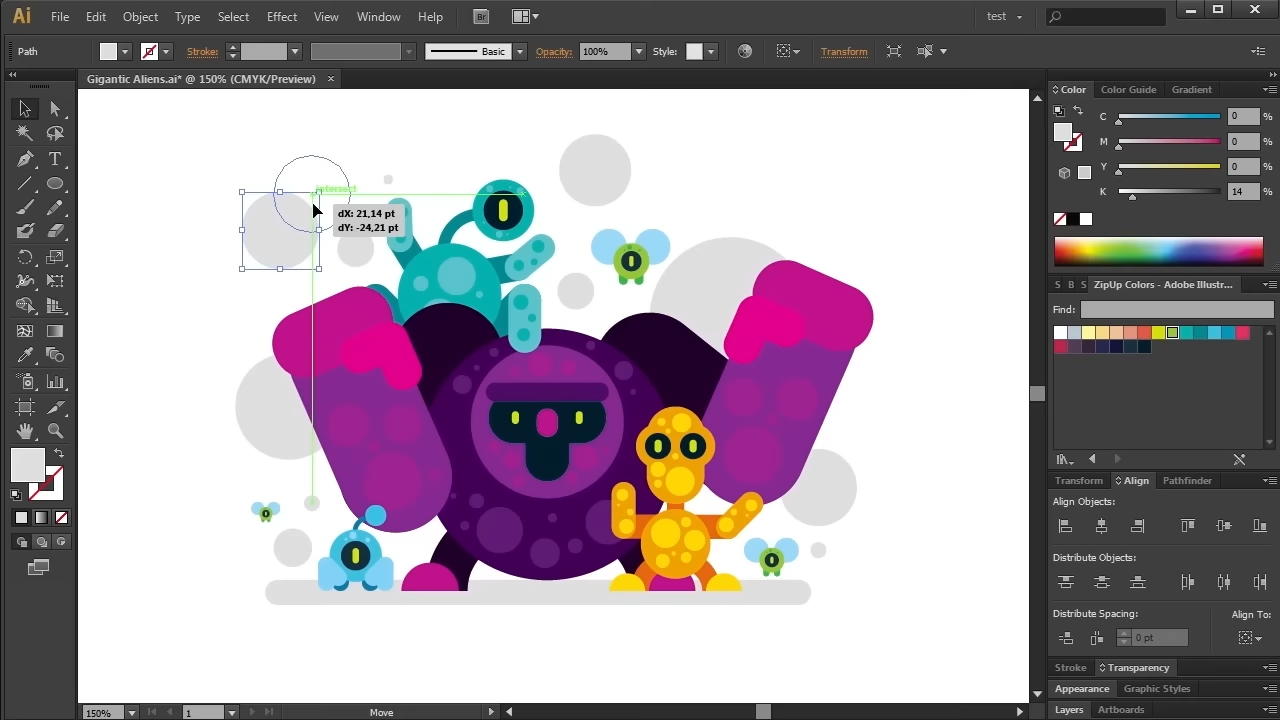 Ai File Edit Object Type Select Effect View Window Help Br test
Path Stroke: Basic Opacity: 100% Style: Transform
Gigantic Aliens.ai* @ 150% (CMYK/Preview) ×
intersect
dX: 21,14 pt
dY: -24,21 pt
Color Color Guide Gradient
C 0 %
M 0 %
Y 0 %
K 14 %
S B S ZipUp Colors - Adobe Illustr...
Find:
Transform Align Pathfinder
Align Objects:
Distribute Objects:
Distribute Spacing: Align To:
0 pt
Stroke Transparency
Appearance Graphic Styles
Layers Artboards
150% 1 Move